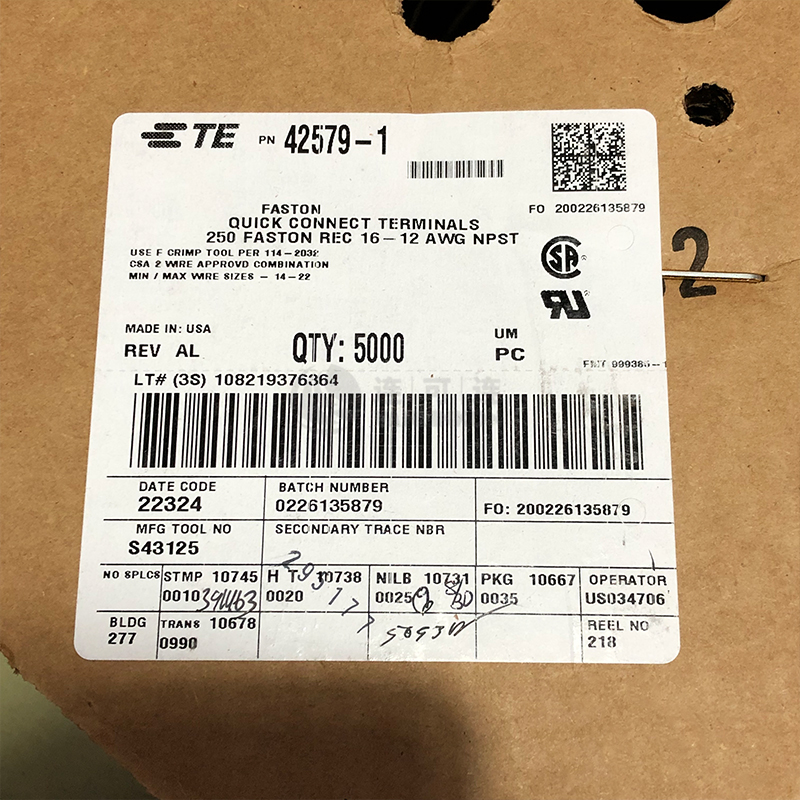 TE PN 42579-1
FO 200226135879
FASTON
QUICK CONNECT TERMINALS
250 FASTON REC 16-12 AWG NPST
USE F CRIMP TOOL PER 114-2032
CSA 2 WIRE APPROVD COMBINATION
MIN / MAX WIRE SIZES - 14-22
MADE IN: USA
REV AL
QTY: 5000
UM
PC
LT# (3S) 108219376364
连可连
DATE CODE
22324
BATCH NUMBER
0226135879
FO: 200226135879
MFG TOOL NO
S43125
SECONDARY TRACE NBR
NO SPLCS
STMP 10745
0010
10738
0020
NILB 10731
0025
PKG 10667
0035
OPERATOR
US034706
BLDG
277
TRANS 10678
0990
REEL NO
218